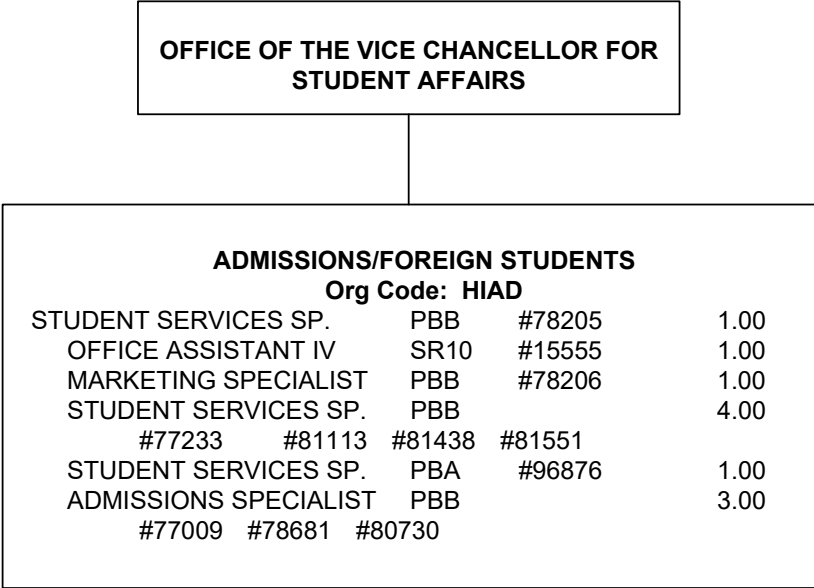 OFFICE OF THE VICE CHANCELLOR FOR
STUDENT AFFAIRS
ADMISSIONS/FOREIGN STUDENTS
Org Code: HIAD
STUDENT SERVICES SP. PBB #78205 1.00
OFFICE ASSISTANT IV SR10 #15555 1.00
MARKETING SPECIALIST PBB #78206 1.00
STUDENT SERVICES SP. PBB 4.00
#77233 #81113 #81438 #81551
STUDENT SERVICES SP. PBA #96876 1.00
ADMISSIONS SPECIALIST PBB 3.00
#77009 #78681 #80730